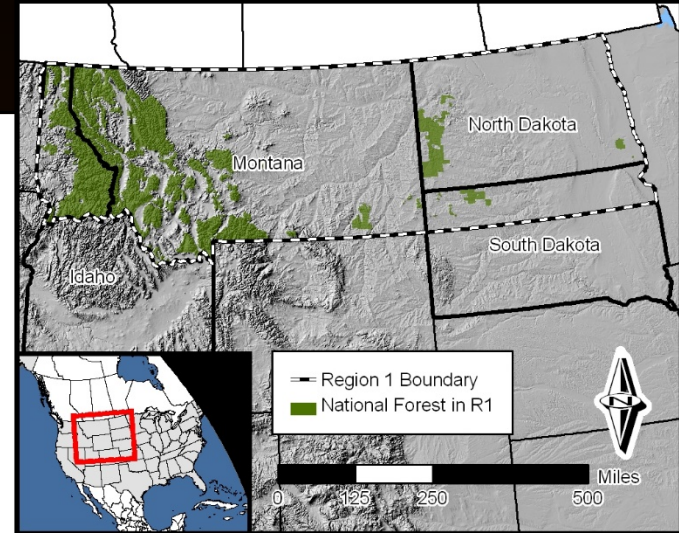 North Dakota
Montana
South Dakota
Idaho
Region 1 Boundary
National Forest in R1
N
Miles
0 125 250 500